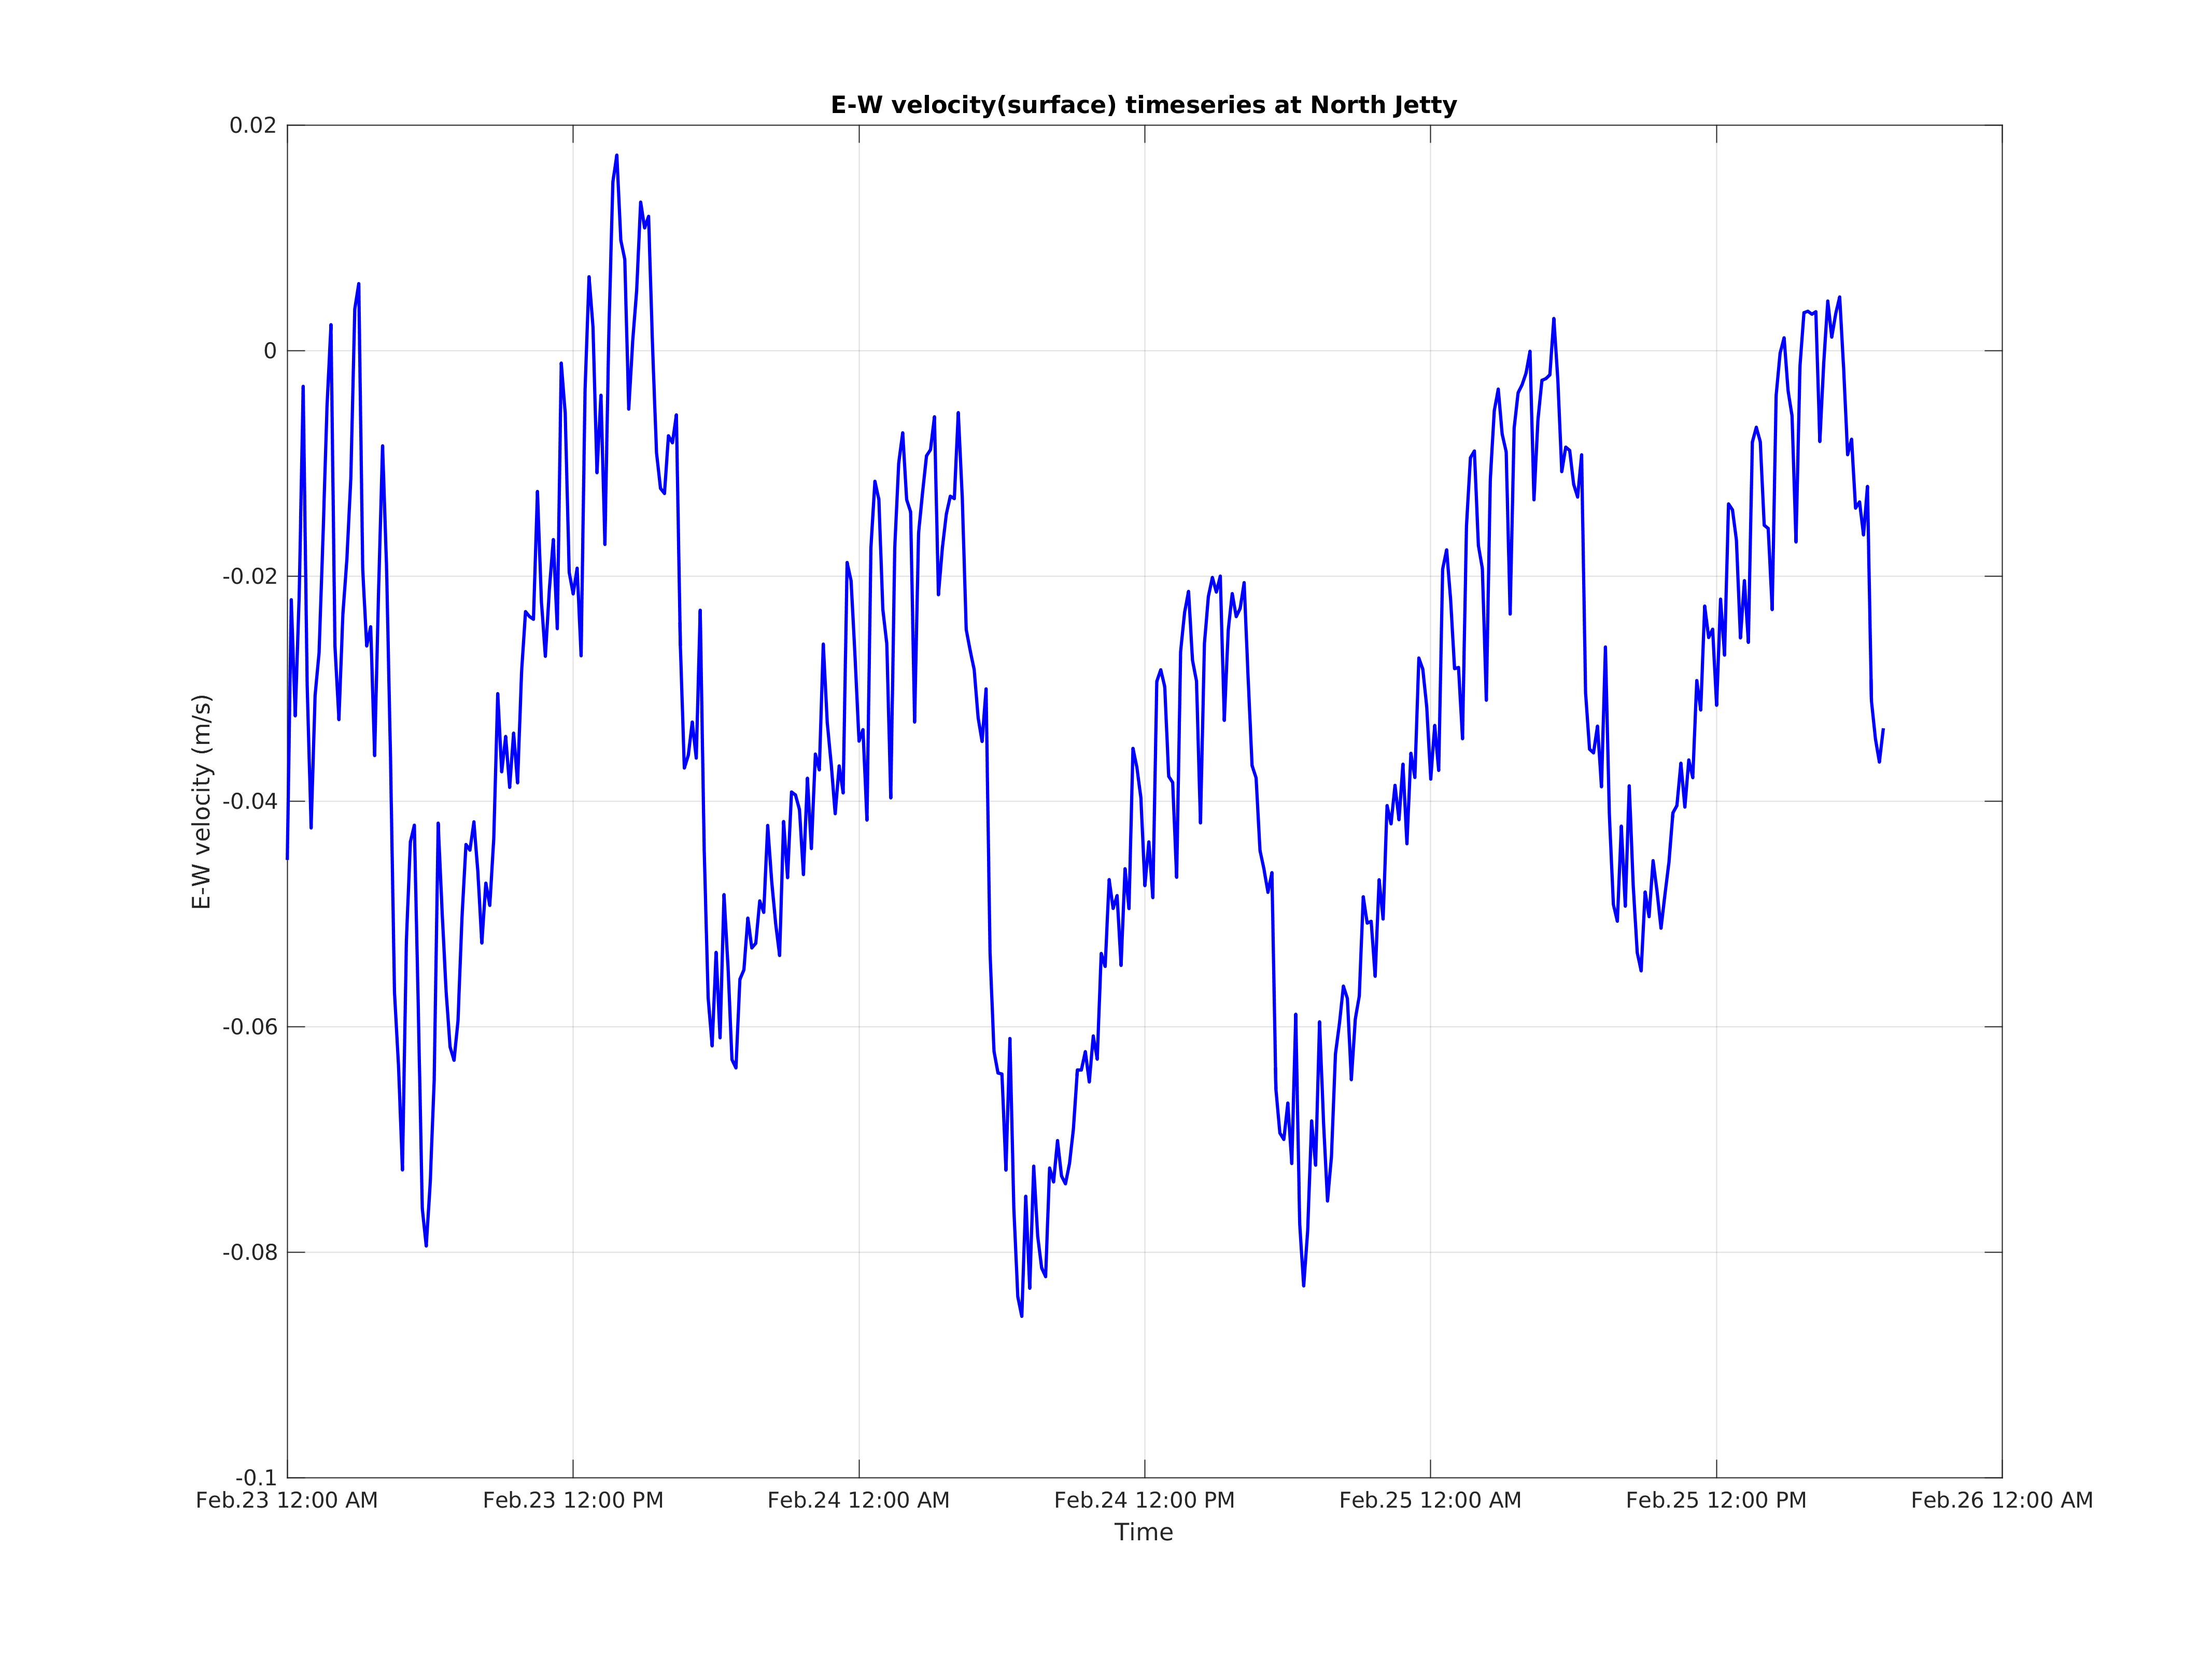 E-W velocity(surface) timeseries at North Jetty
0.02
0
-0.02
-0.04
-0.06
-0.08
-0.1
E-W velocity (m/s)
Feb.23 12:00 AM Feb.23 12:00 PM Feb.24 12:00 AM Feb.24 12:00 PM Feb.25 12:00 AM Feb.25 12:00 PM Feb.26 12:00 AM
Time